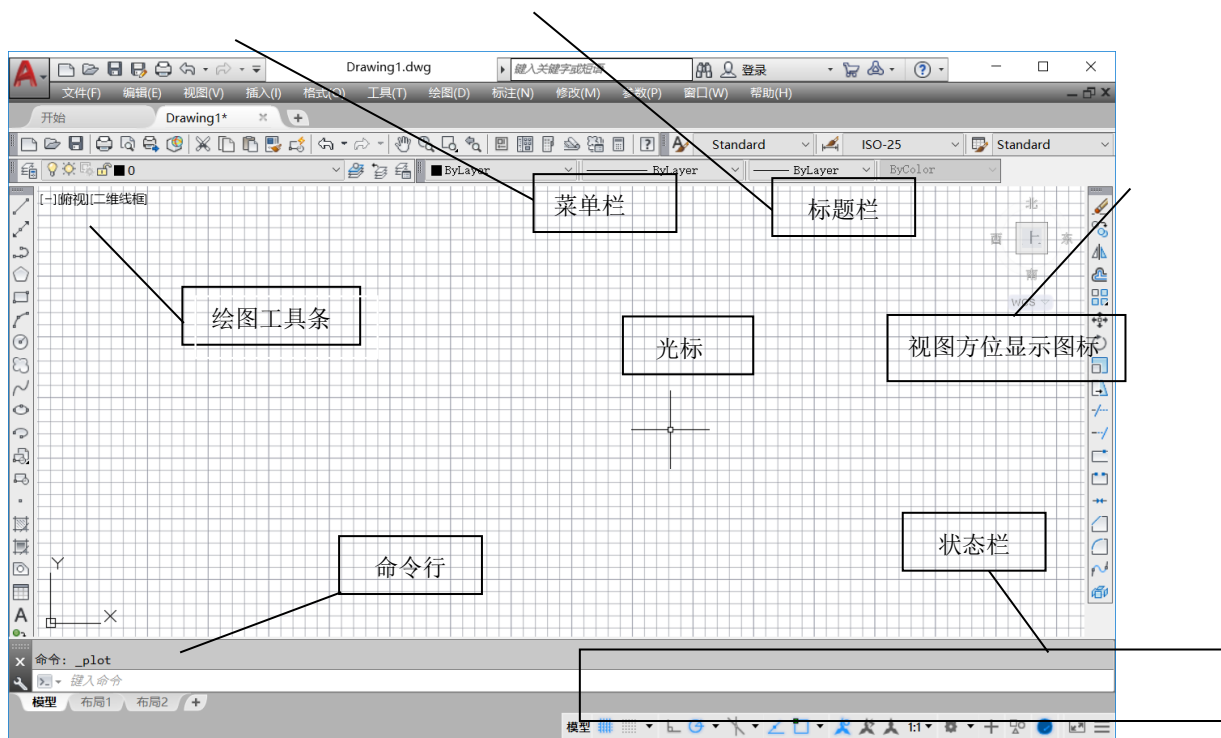 Drawing1.dwg 键入关键字或短语 登录
文件(F) 编辑(E) 视图(V) 插入(I) 格式(O) 工具(T) 绘图(D) 标注(N) 修改(M) 参数(P) 窗口(W) 帮助(H)
开始 Drawing1*
Standard ISO-25 Standard
0 ByLayer ByLayer ByLayer ByColor
[-][俯视][二维线框]
菜单栏 标题栏
北
西 上 东
南
WCS
绘图工具条
光标
视图方位显示图标
状态栏
命令行
Y
X
A
命令: _plot
键入命令
模型 布局1 布局2 +
模型 1:1